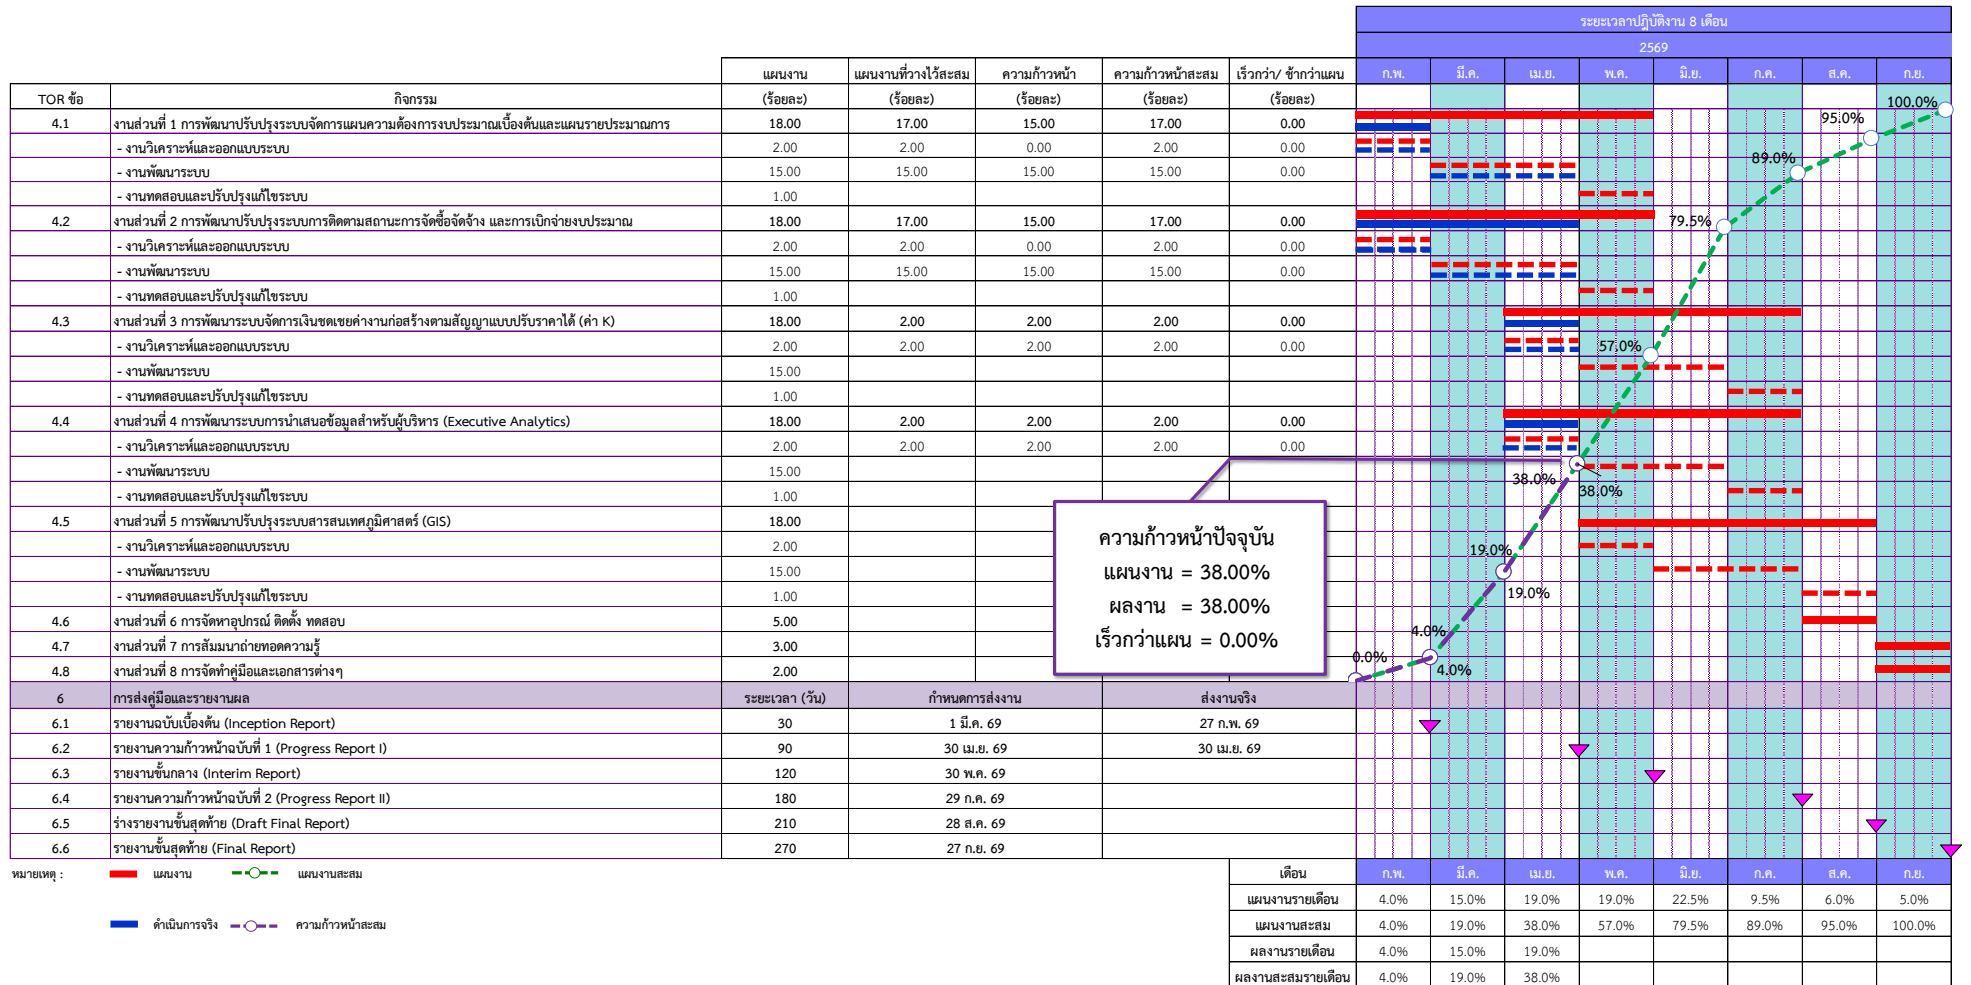 ระยะเวลาปฏิบัติงาน 8 เดือน
2569
แผนงาน แผนงานที่วางไว้สะสม ความก้าวหน้า ความก้าวหน้าสะสม เร็วกว่า/ ช้ากว่าแผน ก.พ. มี.ค. เม.ย. พ.ค. มิ.ย. ก.ค. ส.ค. ก.ย.
TOR ข้อ กิจกรรม (ร้อยละ) (ร้อยละ) (ร้อยละ) (ร้อยละ) (ร้อยละ)
100.0%
4.1 งานส่วนที่ 1 การพัฒนาปรับปรุงระบบจัดการแผนความต้องการงบประมาณเบื้องต้นและแผนรายประมาณการ 18.00 17.00 15.00 17.00 0.00 95.0%
- งานวิเคราะห์และออกแบบระบบ 2.00 2.00 0.00 2.00 0.00
- งานพัฒนาระบบ 15.00 15.00 15.00 15.00 0.00 89.0%
- งานทดสอบและปรับปรุงแก้ไขระบบ 1.00
4.2 งานส่วนที่ 2 การพัฒนาปรับปรุงระบบการติดตามสถานะการจัดซื้อจัดจ้าง และการเบิกจ่ายงบประมาณ 18.00 17.00 15.00 17.00 0.00 79.5%
- งานวิเคราะห์และออกแบบระบบ 2.00 2.00 0.00 2.00 0.00
- งานพัฒนาระบบ 15.00 15.00 15.00 15.00 0.00
- งานทดสอบและปรับปรุงแก้ไขระบบ 1.00
4.3 งานส่วนที่ 3 การพัฒนาระบบจัดการเงินชดเชยค่างานก่อสร้างตามสัญญาแบบปรับราคาได้ (ค่า K) 18.00 2.00 2.00 2.00 0.00
- งานวิเคราะห์และออกแบบระบบ 2.00 2.00 2.00 2.00 0.00 57.0%
- งานพัฒนาระบบ 15.00
- งานทดสอบและปรับปรุงแก้ไขระบบ 1.00
4.4 งานส่วนที่ 4 การพัฒนาระบบการนำเสนอข้อมูลสำหรับผู้บริหาร (Executive Analytics) 18.00 2.00 2.00 2.00 0.00
- งานวิเคราะห์และออกแบบระบบ 2.00 2.00 2.00 2.00 0.00
- งานพัฒนาระบบ 15.00 38.0%
- งานทดสอบและปรับปรุงแก้ไขระบบ 1.00 38.0%
4.5 งานส่วนที่ 5 การพัฒนาปรับปรุงระบบสารสนเทศภูมิศาสตร์ (GIS) 18.00
- งานวิเคราะห์และออกแบบระบบ 2.00 19.0%
- งานพัฒนาระบบ 15.00
- งานทดสอบและปรับปรุงแก้ไขระบบ 1.00 19.0%
ความก้าวหน้าปัจจุบัน
แผนงาน = 38.00%
ผลงาน = 38.00%
เร็วกว่าแผน = 0.00%
4.6 งานส่วนที่ 6 การจัดหาอุปกรณ์ ติดตั้ง ทดสอบ 5.00
4.7 งานส่วนที่ 7 การสัมมนาถ่ายทอดความรู้ 3.00 4.0%
4.8 งานส่วนที่ 8 การจัดทำคู่มือและเอกสารต่างๆ 2.00 0.0% 4.0%
6 การส่งคู่มือและรายงานผล ระยะเวลา (วัน) กำหนดการส่งงาน ส่งงานจริง
6.1 รายงานฉบับเบื้องต้น (Inception Report) 30 1 มี.ค. 69 27 ก.พ. 69
6.2 รายงานความก้าวหน้าฉบับที่ 1 (Progress Report I) 90 30 เม.ย. 69 30 เม.ย. 69
6.3 รายงานขั้นกลาง (Interim Report) 120 30 พ.ค. 69
6.4 รายงานความก้าวหน้าฉบับที่ 2 (Progress Report II) 180 29 ก.ค. 69
6.5 ร่างรายงานขั้นสุดท้าย (Draft Final Report) 210 28 ส.ค. 69
6.6 รายงานขั้นสุดท้าย (Final Report) 270 27 ก.ย. 69
หมายเหตุ : แผนงาน แผนงานสะสม
ดำเนินการจริง ความก้าวหน้าสะสม
เดือน ก.พ. มี.ค. เม.ย. พ.ค. มิ.ย. ก.ค. ส.ค. ก.ย.
แผนงานรายเดือน 4.0% 15.0% 19.0% 19.0% 22.5% 9.5% 6.0% 5.0%
แผนงานสะสม 4.0% 19.0% 38.0% 57.0% 79.5% 89.0% 95.0% 100.0%
ผลงานรายเดือน 4.0% 15.0% 19.0%
ผลงานสะสมรายเดือน 4.0% 19.0% 38.0%